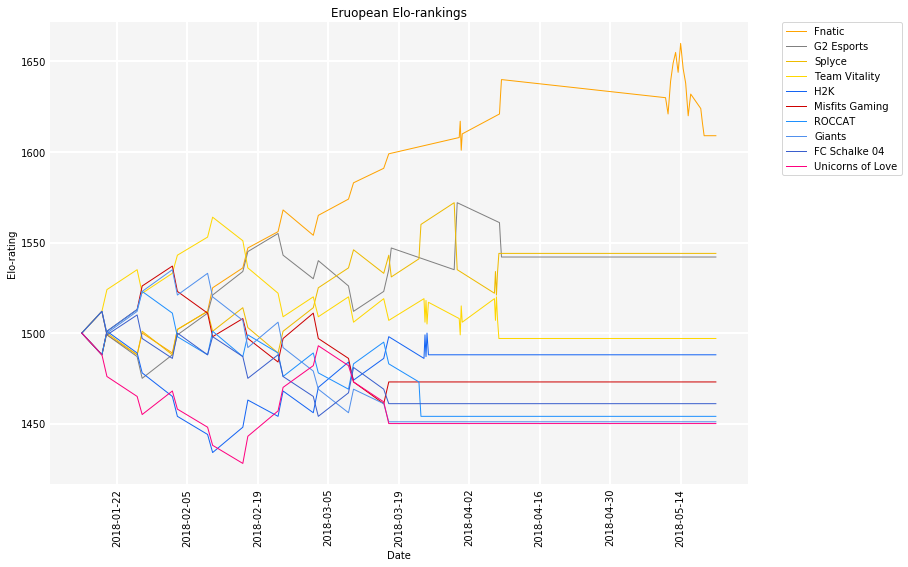 Eruopean Elo-rankings
Fnatic
G2 Esports
Splyce
Team Vitality
H2K
Misfits Gaming
ROCCAT
Giants
FC Schalke 04
Unicorns of Love
Elo-rating
1650
1600
1550
1500
1450
2018-01-22
2018-02-05
2018-02-19
2018-03-05
2018-03-19
2018-04-02
2018-04-16
2018-04-30
2018-05-14
Date